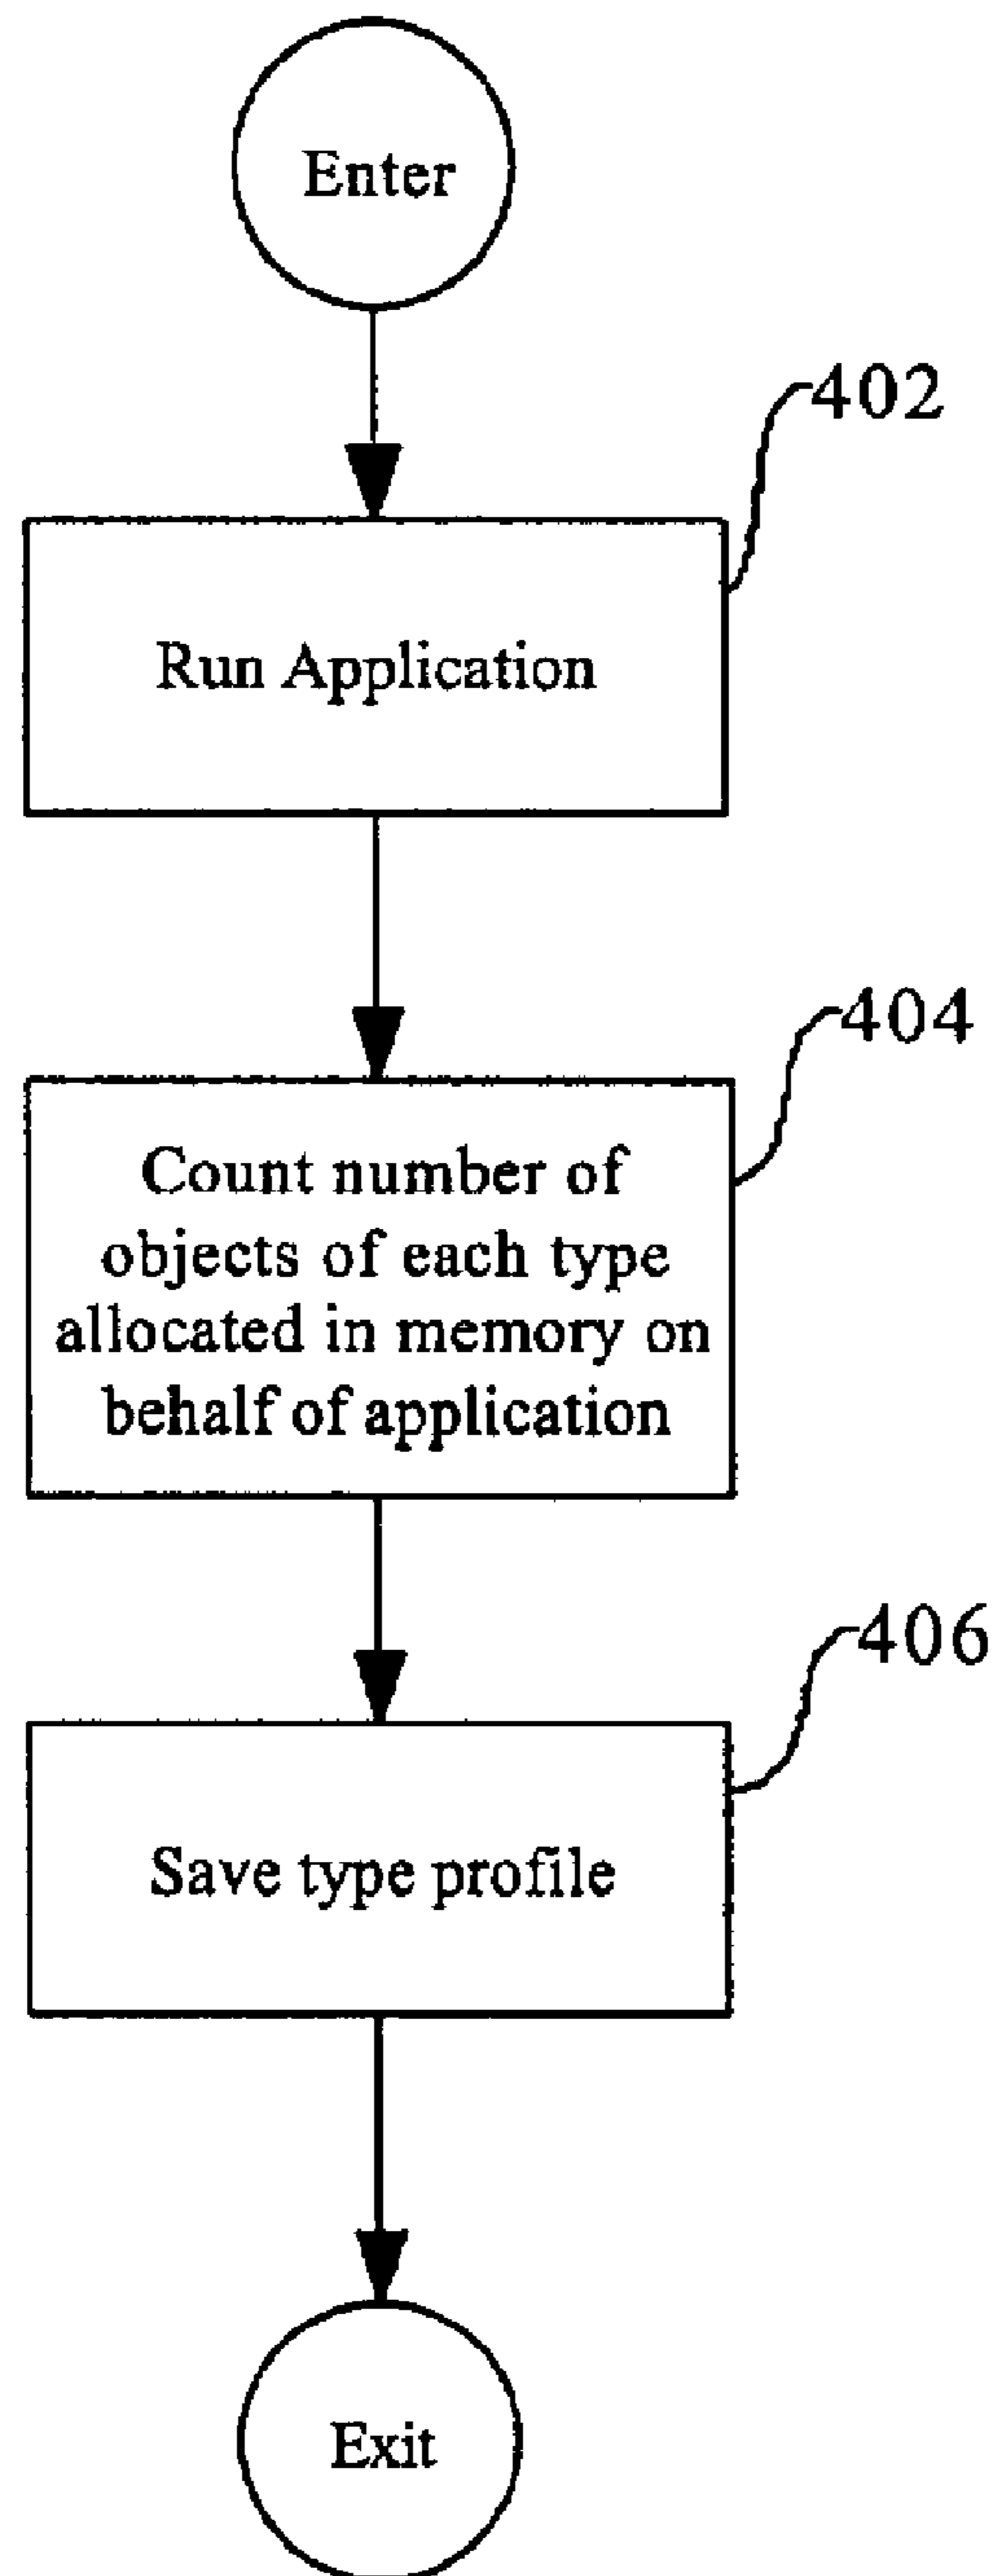 Enter
402
Run Application
404
Count number of
objects of each type
allocated in memory on
behalf of application
406
Save type profile
Exit